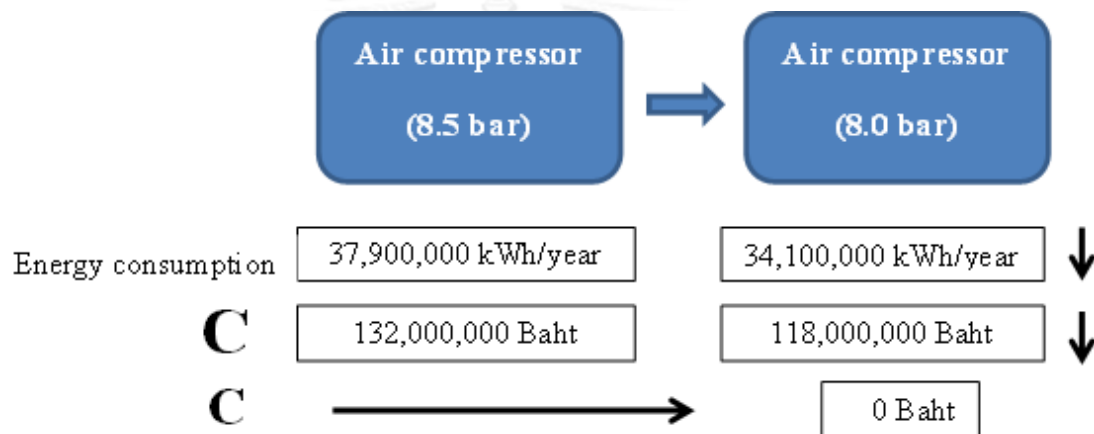 Air compressor
(8.5 bar)
Air compressor
(8.0 bar)
Energy consumption 37,900,000 kWh/year 34,100,000 kWh/year
C 132,000,000 Baht 118,000,000 Baht
C 0 Baht